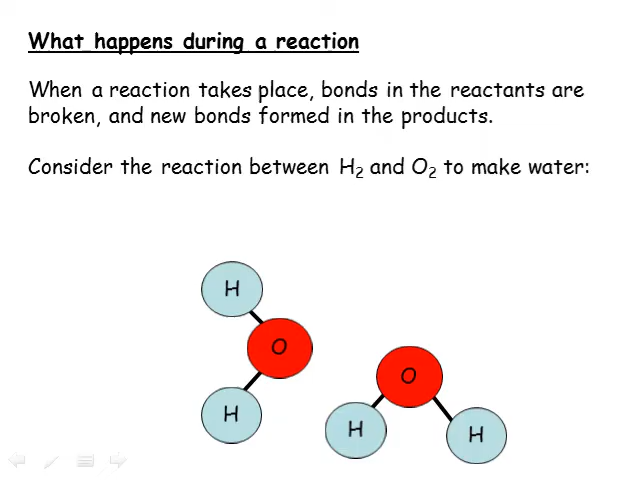 What happens during a reaction
When a reaction takes place, bonds in the reactants are
broken, and new bonds formed in the products.
Consider the reaction between H₂ and O₂ to make water:
H
O
H
O
H
H